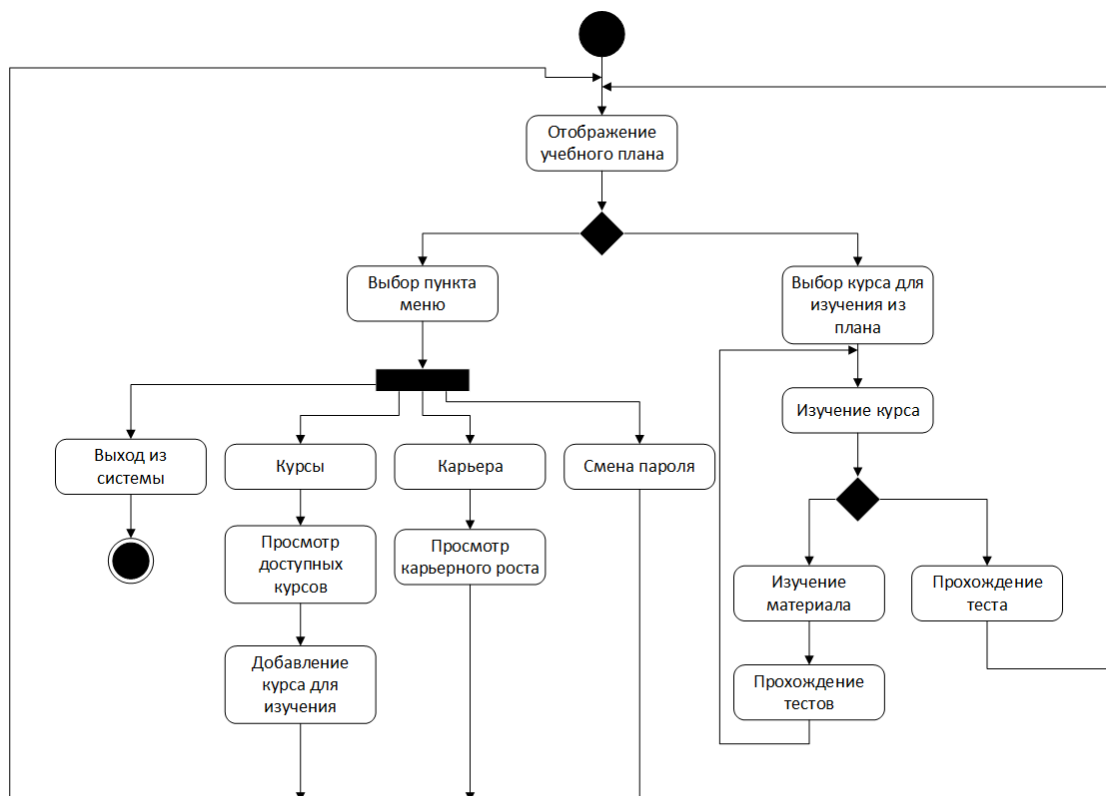 Отображение
учебного плана
Выбор пункта
меню
Выбор курса для
изучения из
плана
Изучение курса
Выход из
системы
Курсы
Карьера
Смена пароля
Просмотр
доступных
курсов
Просмотр
карьерного роста
Изучение
материала
Прохождение
теста
Добавление
курса для
изучения
Прохождение
тестов